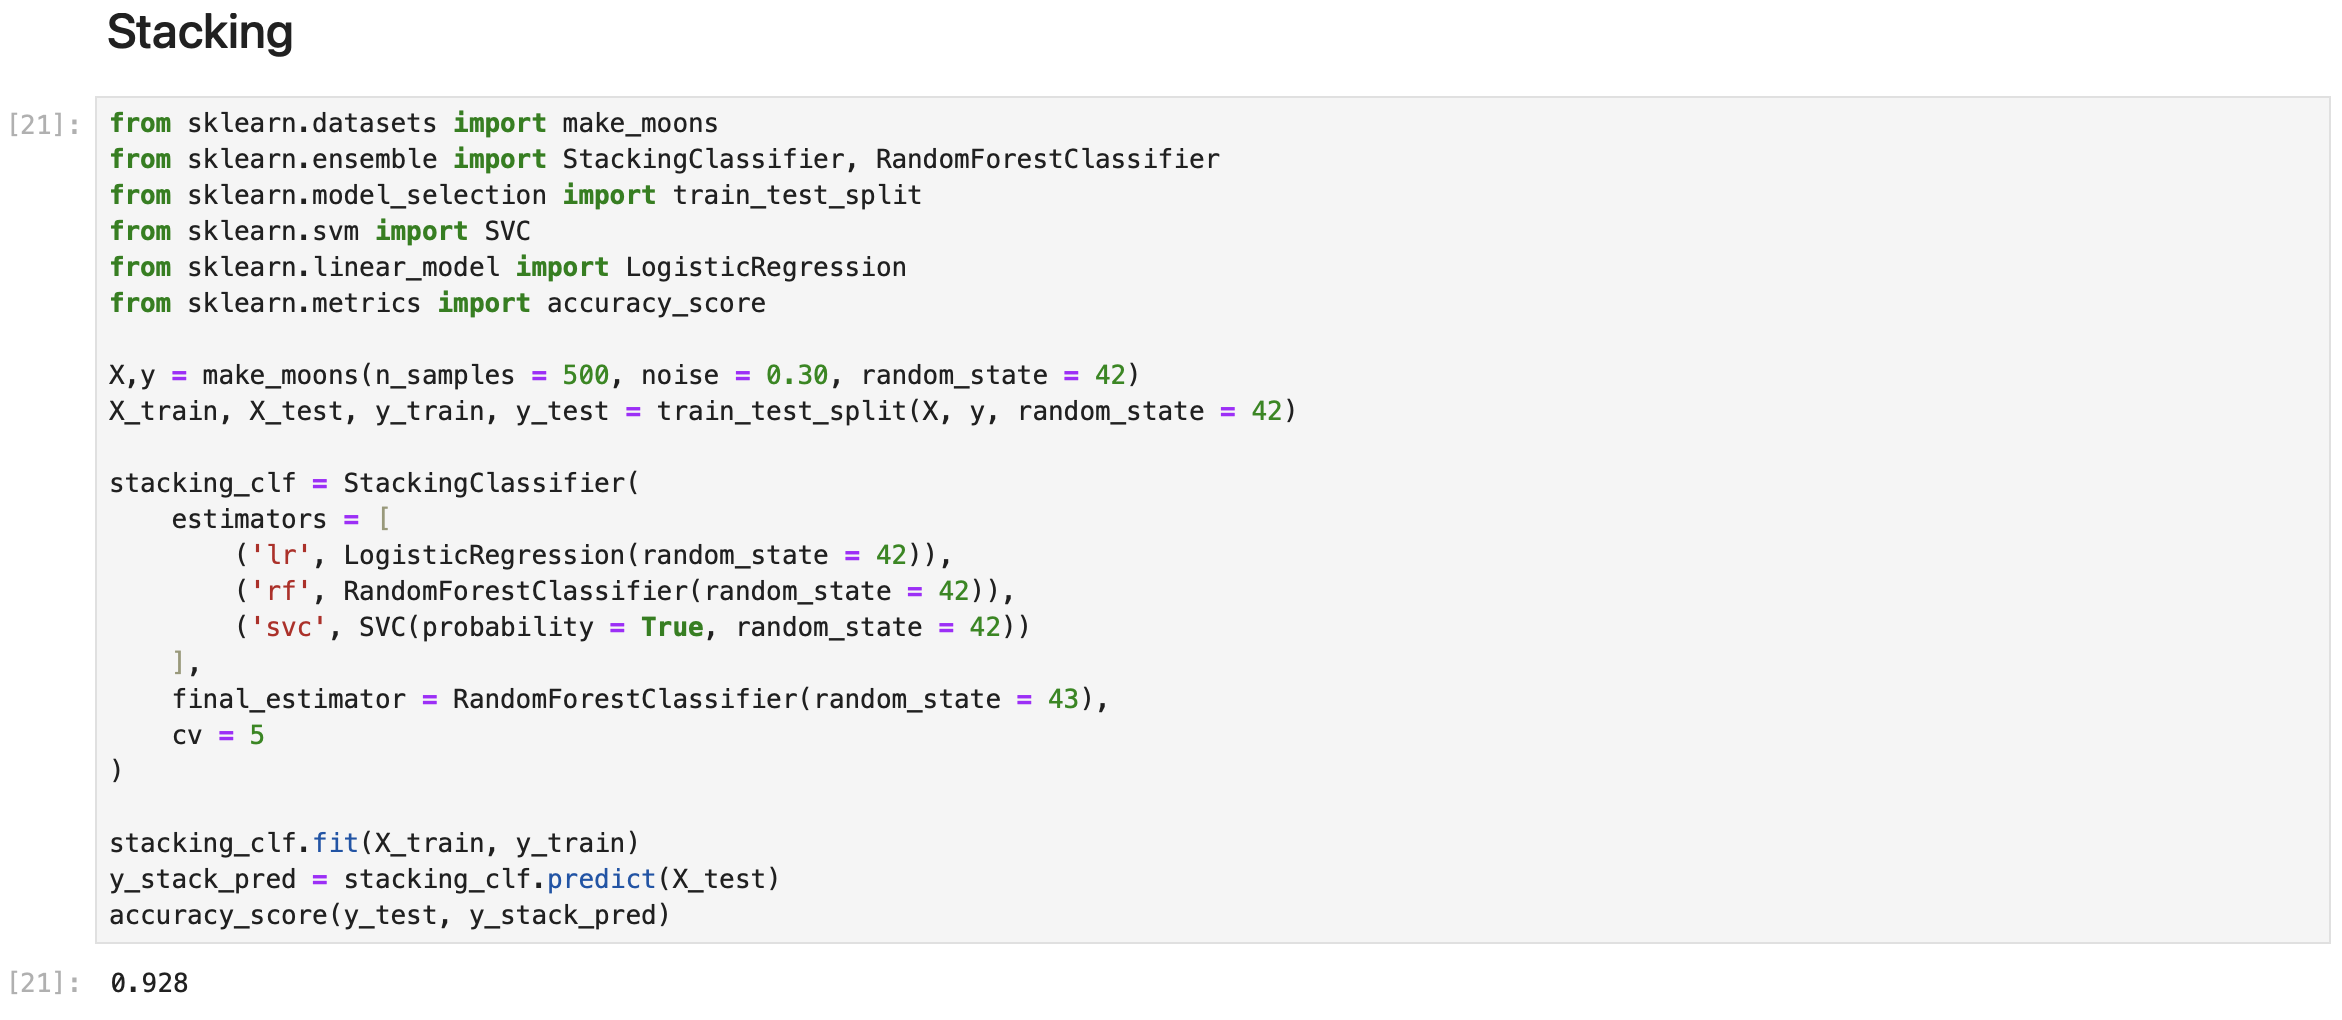 Stacking
[21]:
from sklearn.datasets import make_moons
from sklearn.ensemble import StackingClassifier, RandomForestClassifier
from sklearn.model_selection import train_test_split
from sklearn.svm import SVC
from sklearn.linear_model import LogisticRegression
from sklearn.metrics import accuracy_score

X,y = make_moons(n_samples = 500, noise = 0.30, random_state = 42)
X_train, X_test, y_train, y_test = train_test_split(X, y, random_state = 42)

stacking_clf = StackingClassifier(
    estimators = [
        ('lr', LogisticRegression(random_state = 42)),
        ('rf', RandomForestClassifier(random_state = 42)),
        ('svc', SVC(probability = True, random_state = 42))
    ],
    final_estimator = RandomForestClassifier(random_state = 43),
    cv = 5
)

stacking_clf.fit(X_train, y_train)
y_stack_pred = stacking_clf.predict(X_test)
accuracy_score(y_test, y_stack_pred)
[21]: 0.928